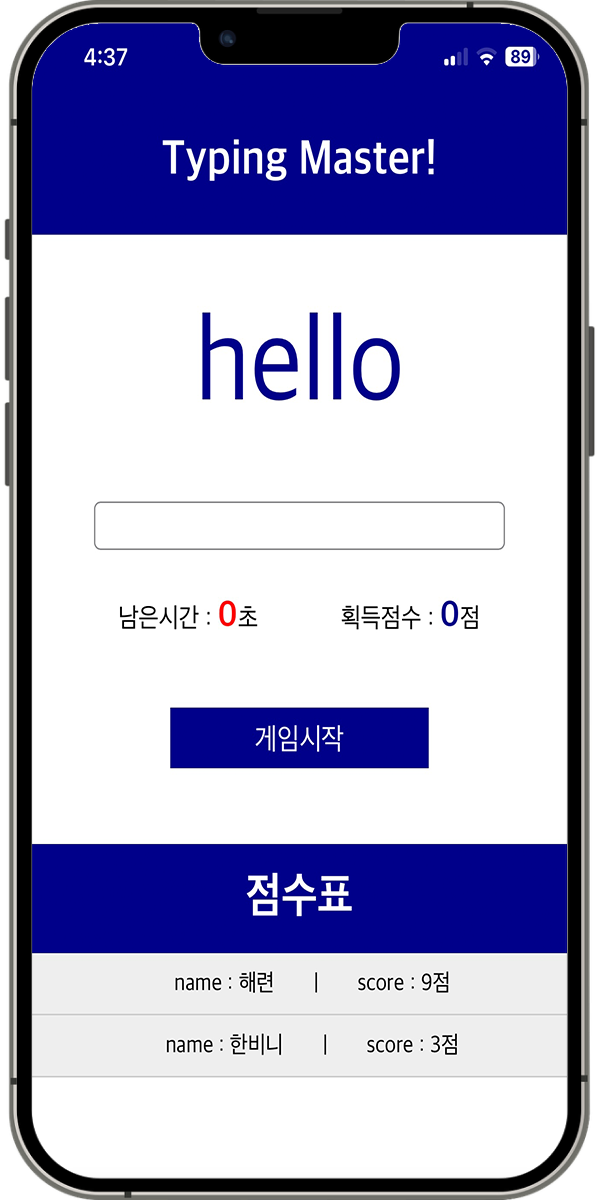 4:37 89
Typing Master!
hello
남은시간 : 0초 획득점수 : 0점
게임시작
점수표
name : 해련 | score : 9점
name : 한비니 | score : 3점